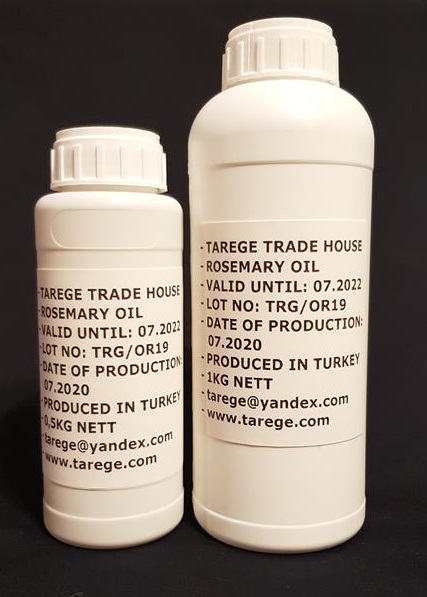 -TAREGE TRADE HOUSE
-ROSEMARY OIL
-VALID UNTIL: 07.2022
-LOT NO: TRG/OR19
-DATE OF PRODUCTION:
07.2020
-PRODUCED IN TURKEY
-0,5KG NETT
-tarege@yandex.com
-www.tarege.com
- TAREGE TRADE HOUSE
- ROSEMARY OIL
- VALID UNTIL: 07.2022
- LOT NO: TRG/OR19
- DATE OF PRODUCTION:
07.2020
- PRODUCED IN TURKEY
- 1KG NETT
- tarege@yandex.com
- www.tarege.com